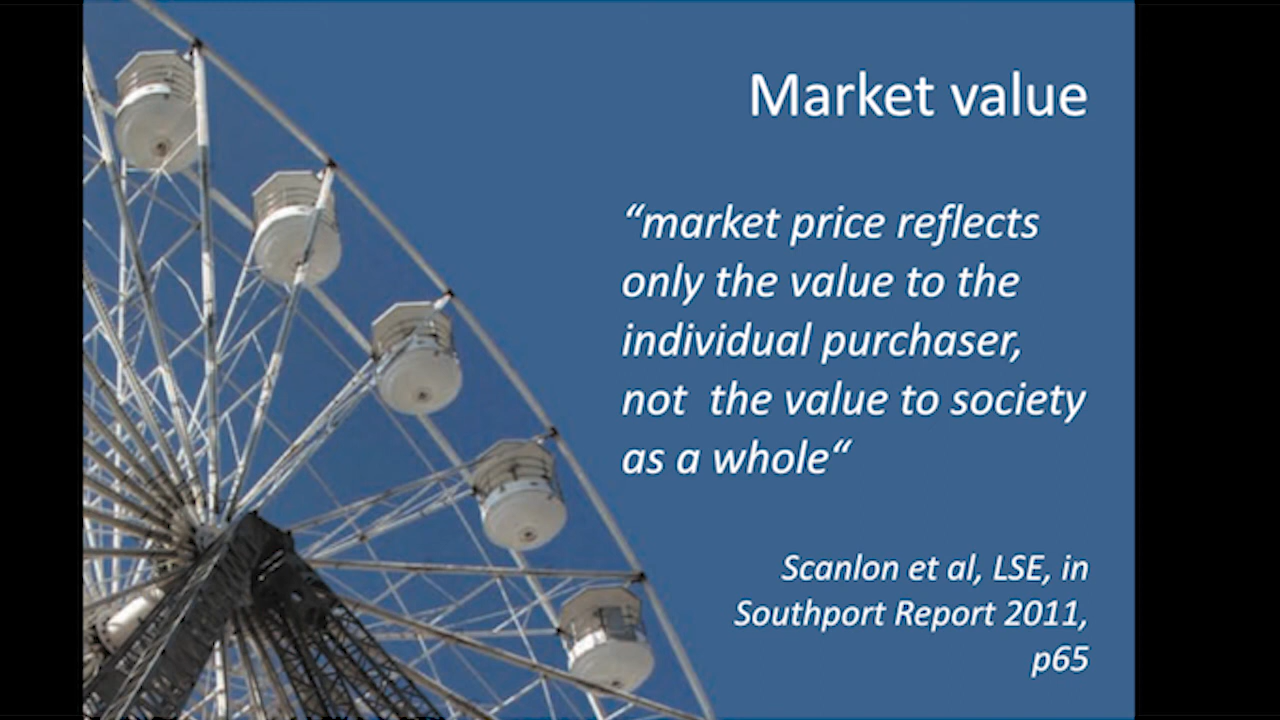 Market value
“market price reflects
only the value to the
individual purchaser,
not  the value to society
as a whole“
Scanlon et al, LSE, in
Southport Report 2011,
p65